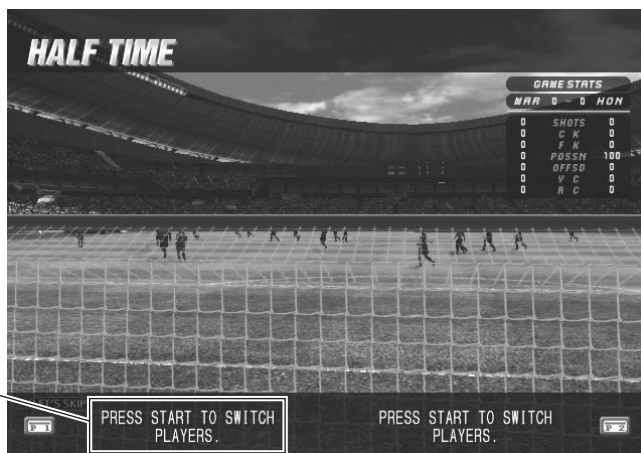 HALF TIME
GAME STATS
MAR 0 - 0 HON
0 SHOTS 0
0 C K 0
0 F K 0
0 POSSN 100
0 OFFSD 0
0 Y C 0
0 R C 0
PRESS START TO SWITCH
PLAYERS.
PRESS START TO SWITCH
PLAYERS.
P 1
P 2